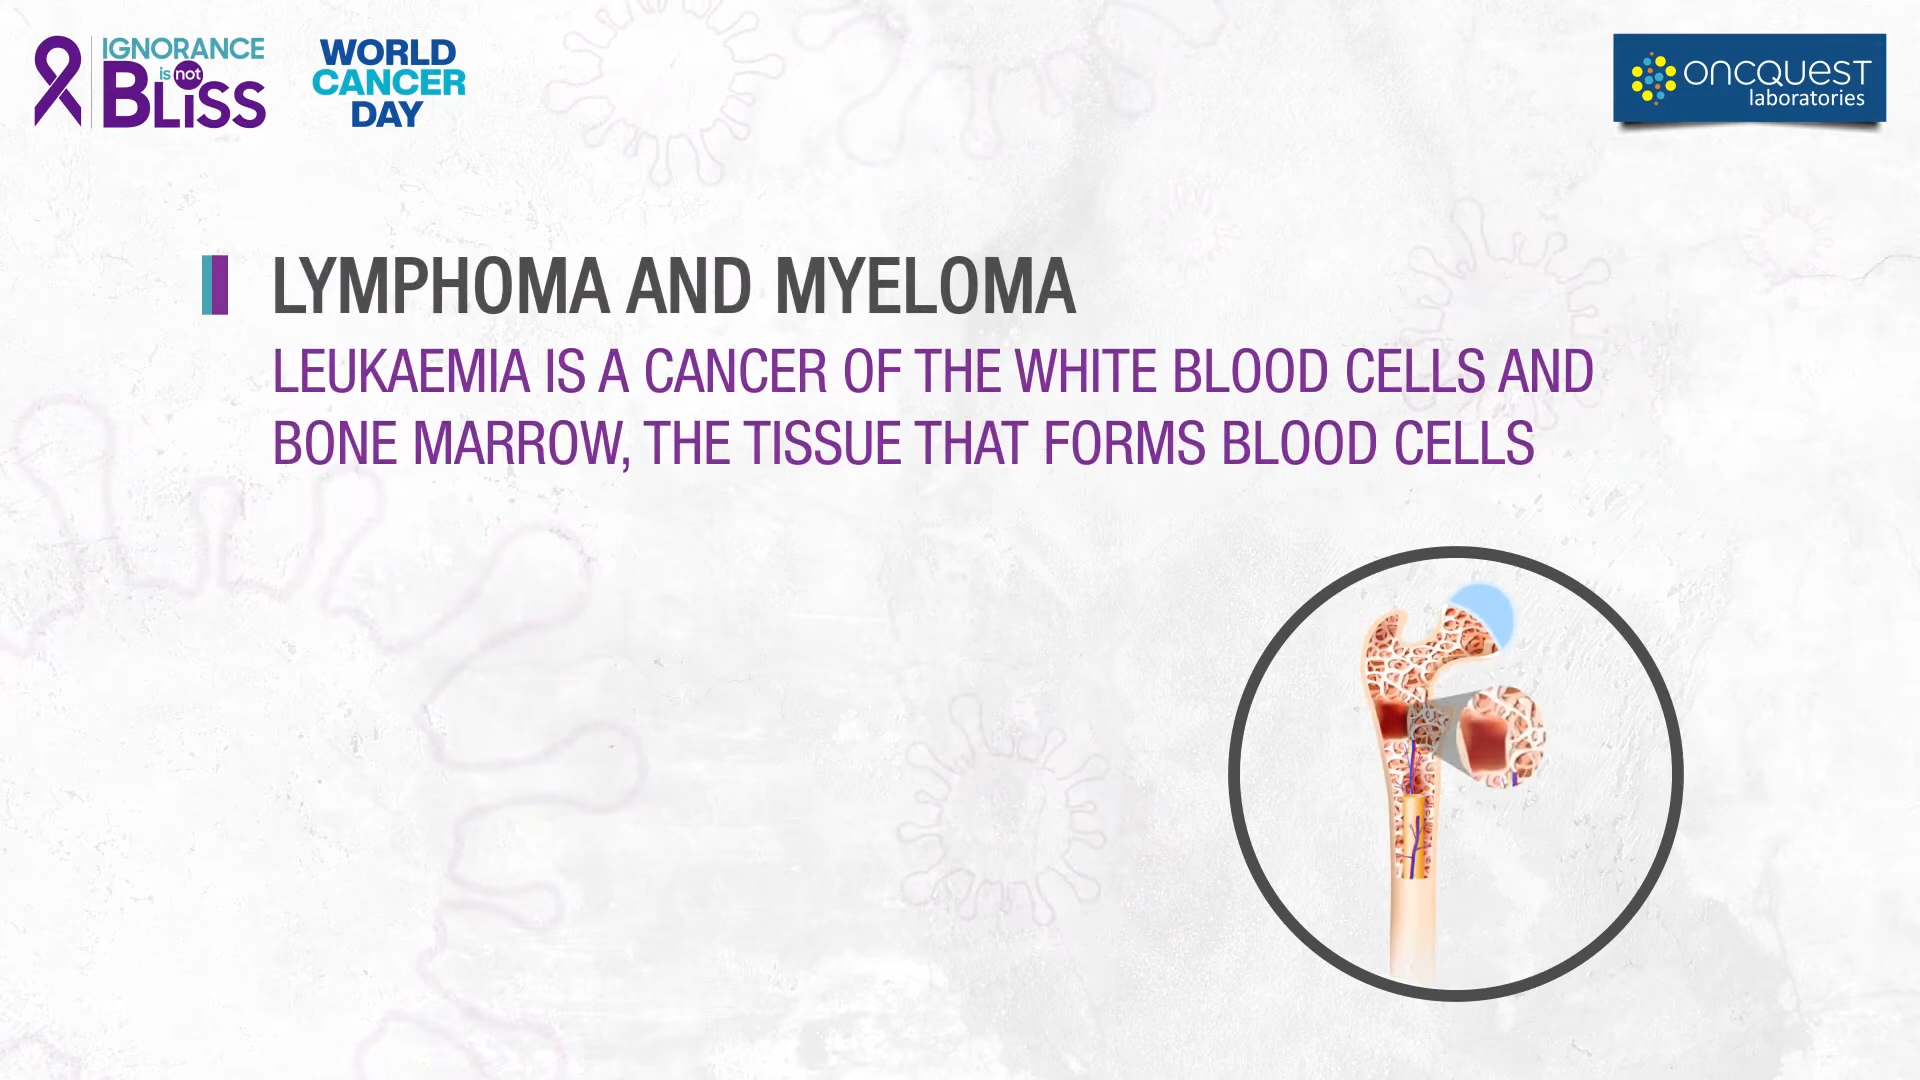 IGNORANCE
is not
BLiSS
WORLD
CANCER
DAY
oncquest
laboratories
LYMPHOMA AND MYELOMA
LEUKAEMIA IS A CANCER OF THE WHITE BLOOD CELLS AND
BONE MARROW, THE TISSUE THAT FORMS BLOOD CELLS